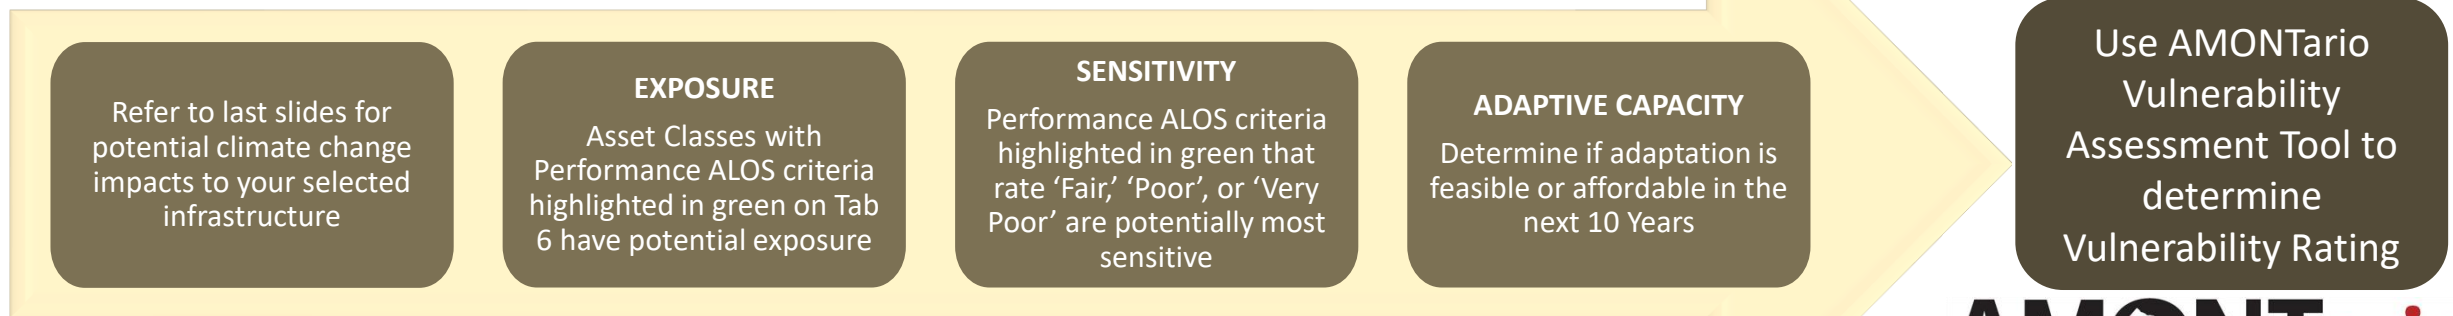 Refer to last slides for
potential climate change
impacts to your selected
infrastructure
EXPOSURE
Asset Classes with
Performance ALOS criteria
highlighted in green on Tab
6 have potential exposure
SENSITIVITY
Performance ALOS criteria
highlighted in green that
rate ‘Fair,’ ‘Poor’, or ‘Very
Poor’ are potentially most
sensitive
ADAPTIVE CAPACITY
Determine if adaptation is
feasible or affordable in the
next 10 Years
Use AMONTario
Vulnerability
Assessment Tool to
determine
Vulnerability Rating